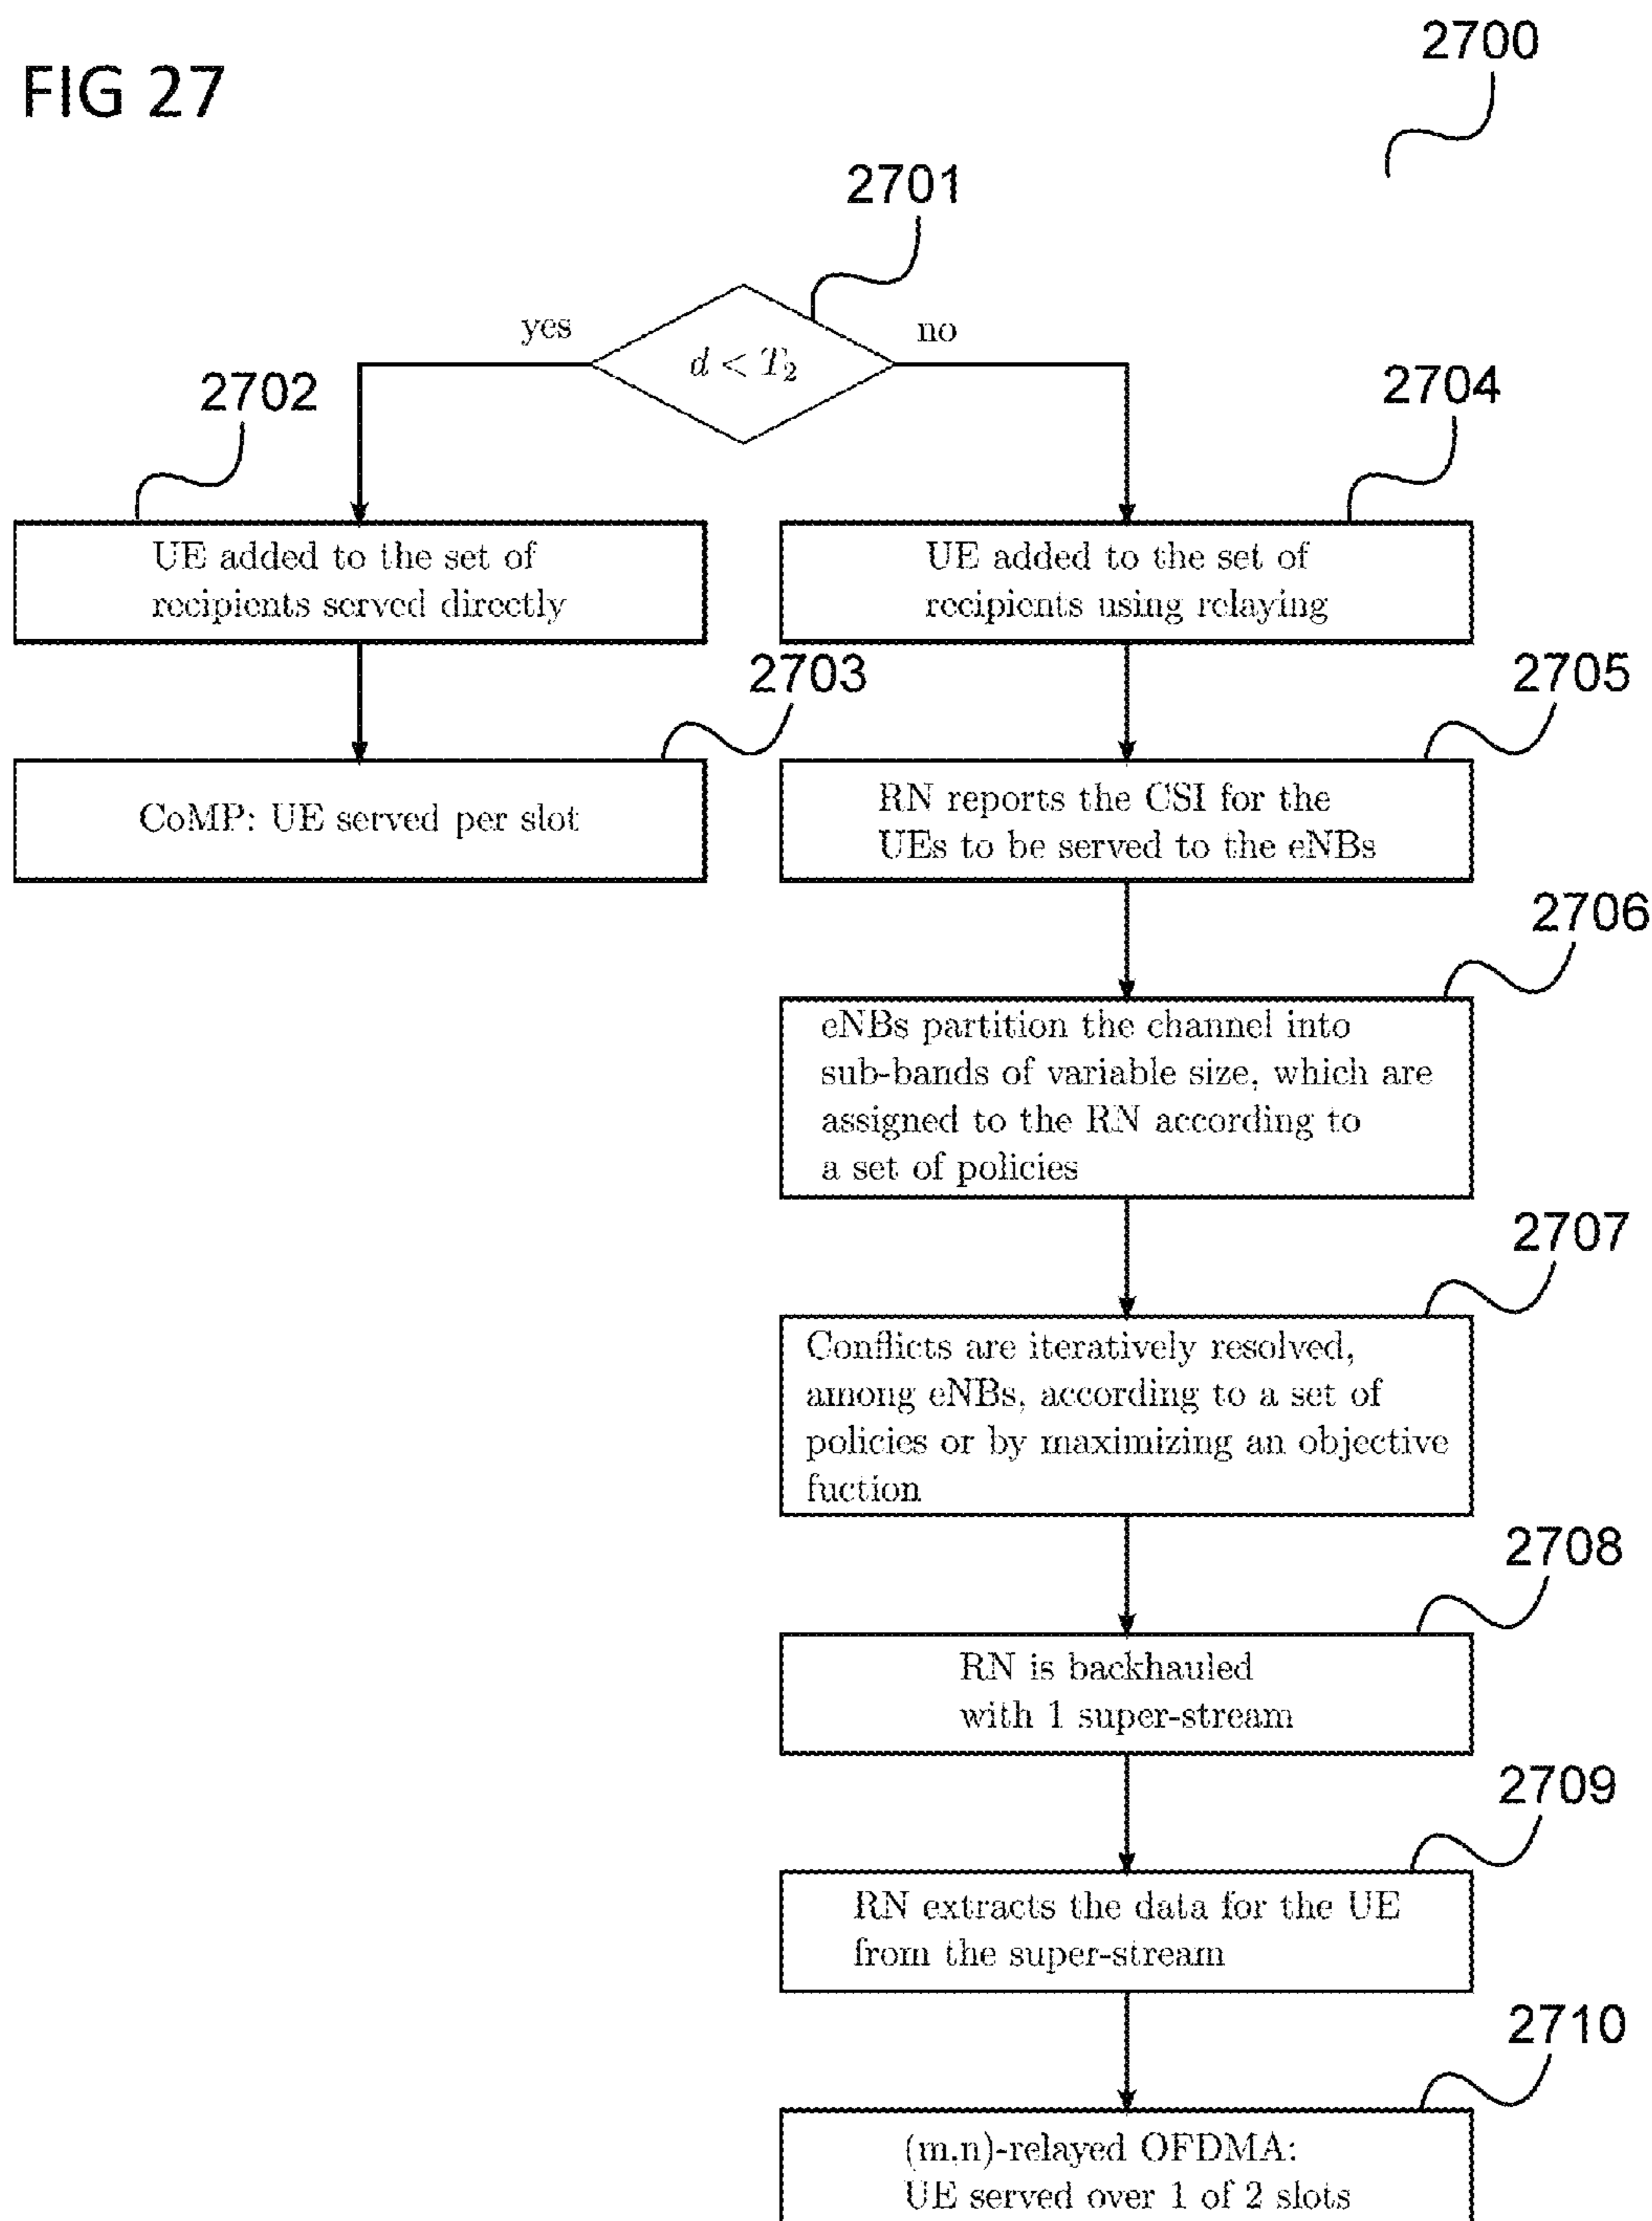 FIG 27
2700
2701
yes
d < T₂
no
2702
2704
UE added to the set of
recipients served directly
UE added to the set of
recipients using relaying
2703
2705
CoMP: UE served per slot
RN reports the CSI for the
UEs to be served to the eNBs
2706
eNBs partition the channel into
sub-bands of variable size, which are
assigned to the RN according to
a set of policies
2707
Conflicts are iteratively resolved,
among eNBs, according to a set of
policies or by maximizing an objective
fuction
2708
RN is backhauled
with 1 super-stream
2709
RN extracts the data for the UE
from the super-stream
2710
(m,n)-relayed OFDMA:
UE served over 1 of 2 slots